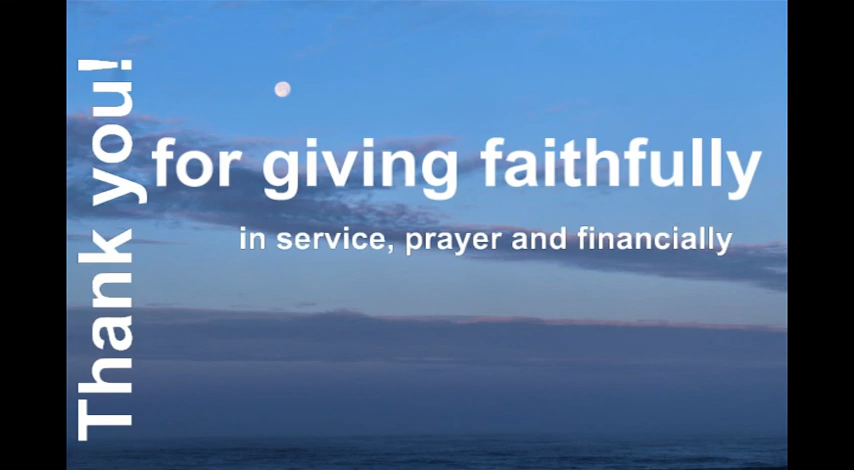 Thank you!
for giving faithfully
in service, prayer and financially